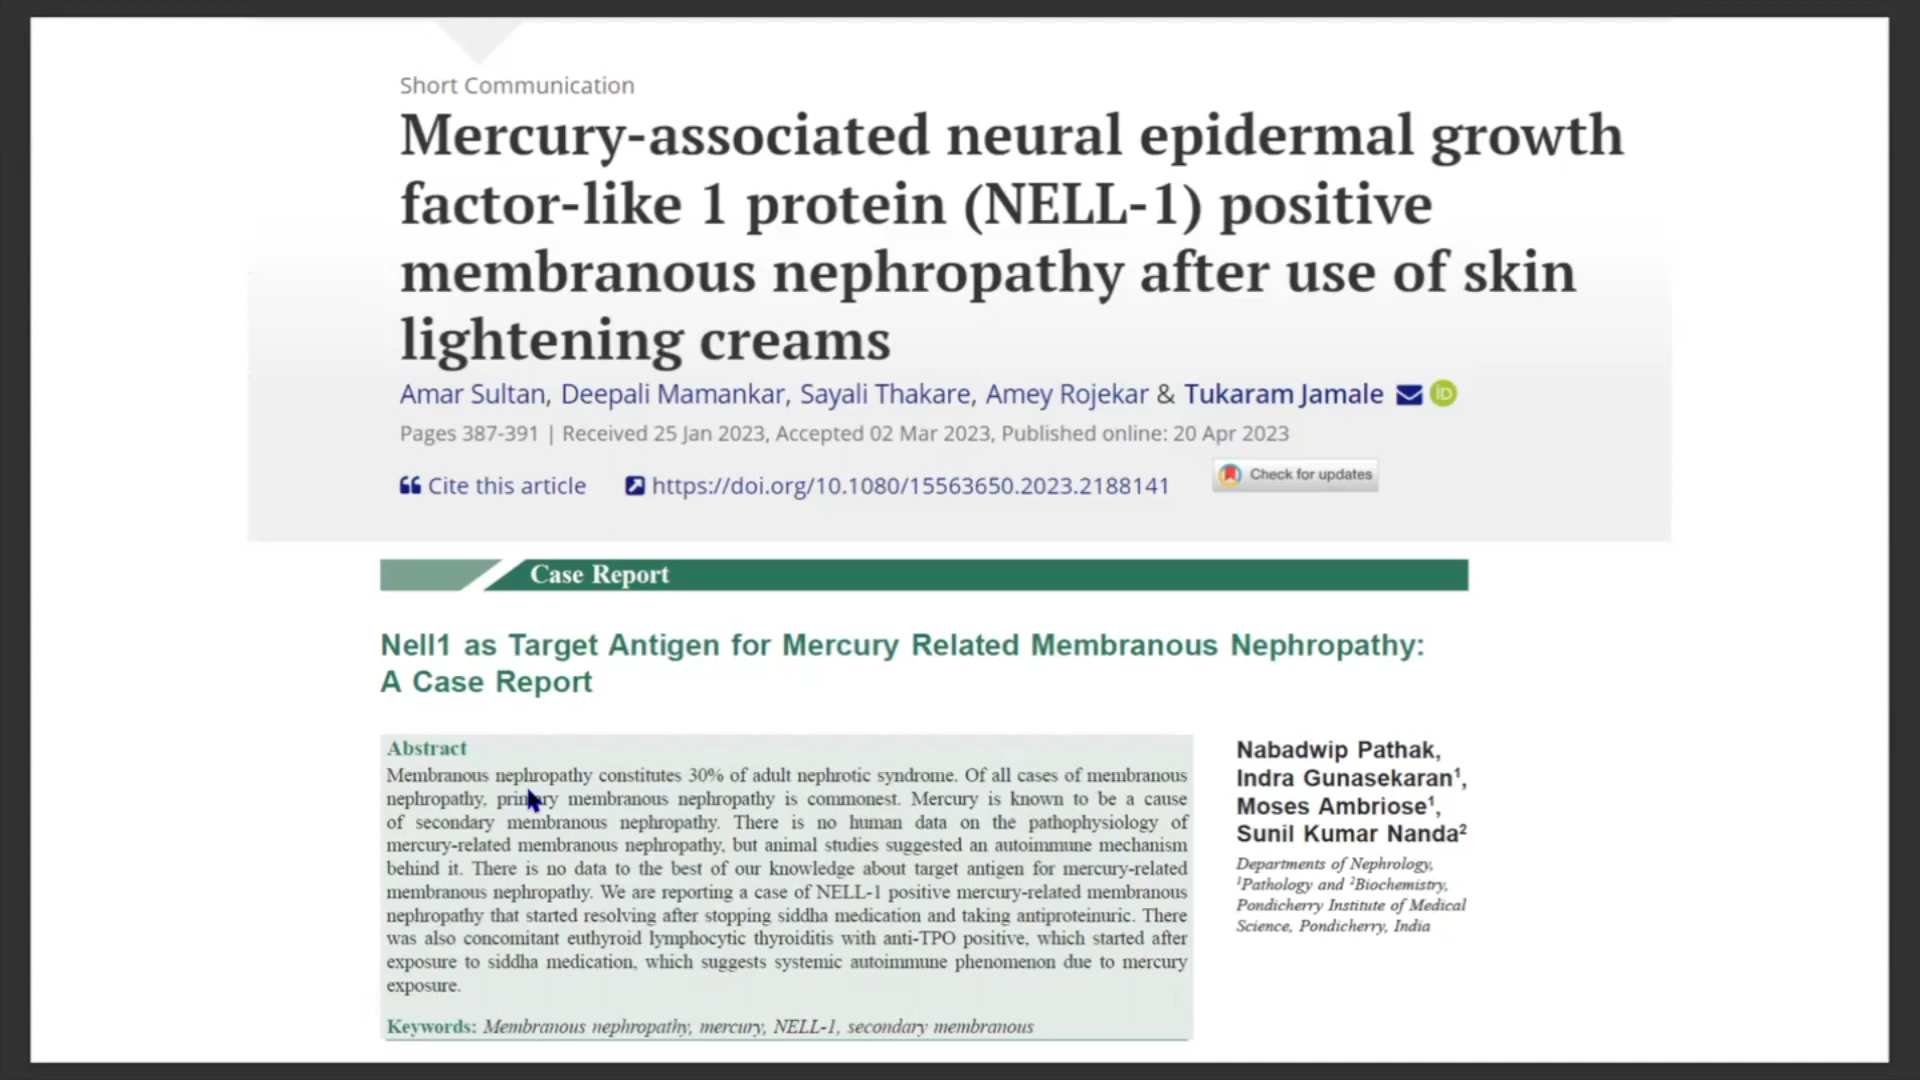 Short Communication
Mercury-associated neural epidermal growth
factor-like 1 protein (NELL-1) positive
membranous nephropathy after use of skin
lightening creams
Amar Sultan, Deepali Mamankar, Sayali Thakare, Amey Rojekar & Tukaram Jamale iD
Pages 387-391 | Received 25 Jan 2023, Accepted 02 Mar 2023, Published online: 20 Apr 2023
Cite this article https://doi.org/10.1080/15563650.2023.2188141 Check for updates
Case Report
Nell1 as Target Antigen for Mercury Related Membranous Nephropathy:
A Case Report
Abstract
Membranous nephropathy constitutes 30% of adult nephrotic syndrome. Of all cases of membranous
nephropathy, primary membranous nephropathy is commonest. Mercury is known to be a cause
of secondary membranous nephropathy. There is no human data on the pathophysiology of
mercury-related membranous nephropathy, but animal studies suggested an autoimmune mechanism
behind it. There is no data to the best of our knowledge about target antigen for mercury-related
membranous nephropathy. We are reporting a case of NELL-1 positive mercury-related membranous
nephropathy that started resolving after stopping siddha medication and taking antiproteinuric. There
was also concomitant euthyroid lymphocytic thyroiditis with anti-TPO positive, which started after
exposure to siddha medication, which suggests systemic autoimmune phenomenon due to mercury
exposure.
Keywords: Membranous nephropathy, mercury, NELL-1, secondary membranous
Nabadwip Pathak,
Indra Gunasekaran¹,
Moses Ambriose¹,
Sunil Kumar Nanda²
Departments of Nephrology,
¹Pathology and ²Biochemistry,
Pondicherry Institute of Medical
Science, Pondicherry, India